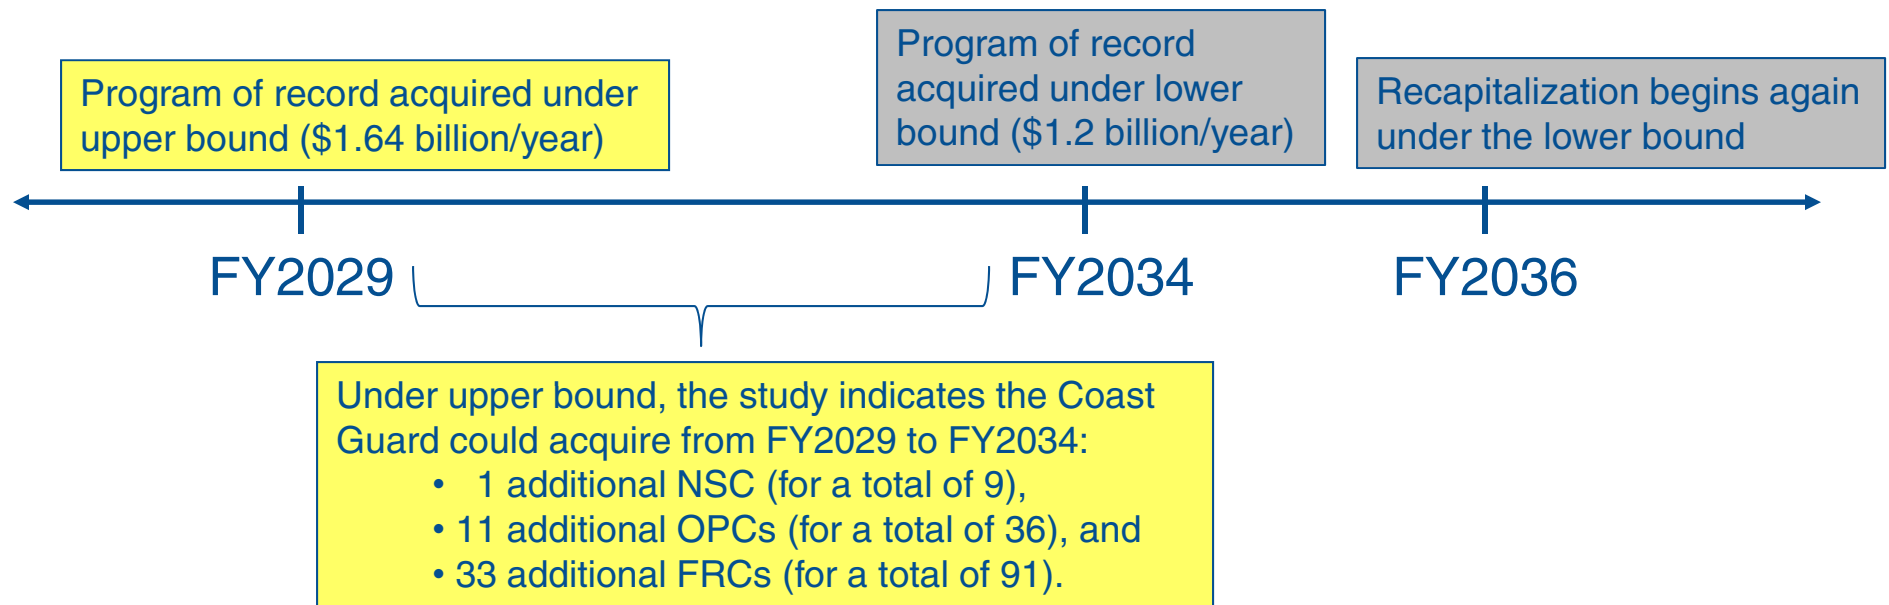 Program of record acquired under
upper bound ($1.64 billion/year)
Program of record
acquired under lower
bound ($1.2 billion/year)
Recapitalization begins again
under the lower bound
FY2029
FY2034
FY2036
Under upper bound, the study indicates the Coast
Guard could acquire from FY2029 to FY2034:
• 1 additional NSC (for a total of 9),
• 11 additional OPCs (for a total of 36), and
• 33 additional FRCs (for a total of 91).